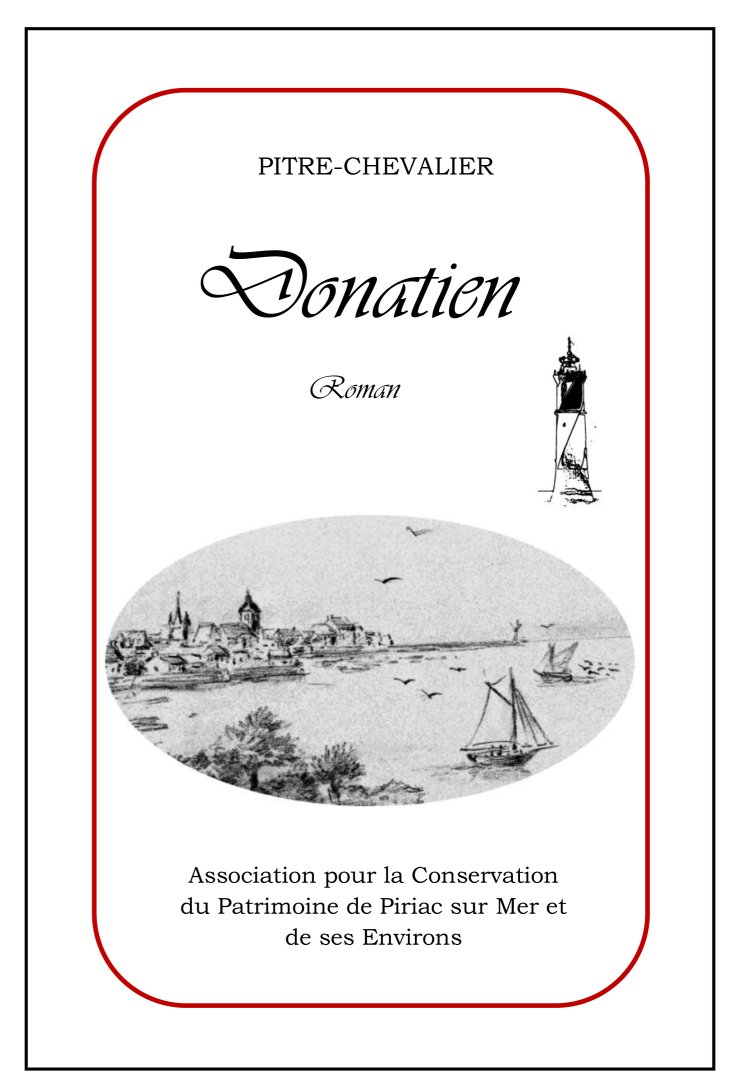 PITRE-CHEVALIER
Donatien
Roman
Association pour la Conservation
du Patrimoine de Piriac sur Mer et
de ses Environs